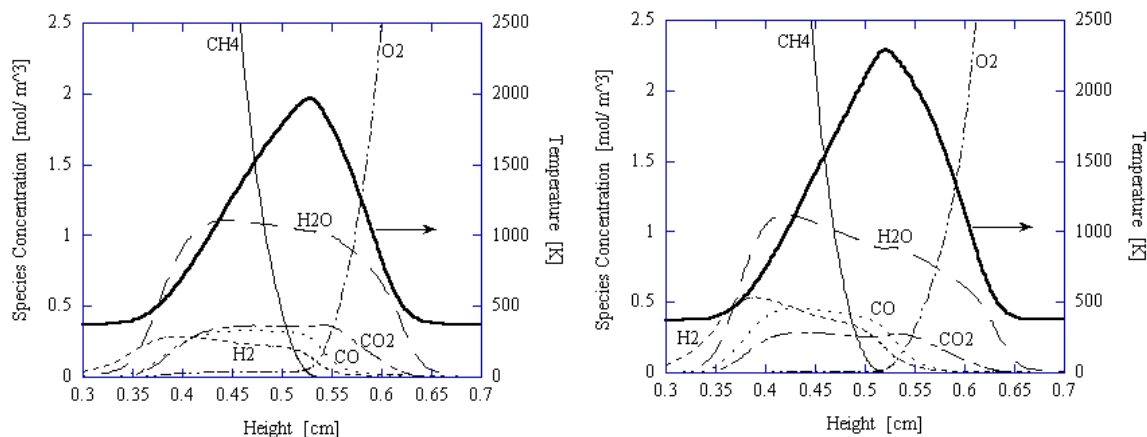 2.5
2
1.5
1
0.5
0
Species Concentration [mol/ m^3]
0.3 0.35 0.4 0.45 0.5 0.55 0.6 0.65 0.7
Height [cm]
2500
2000
1500
1000
500
0
Temperature [K]
CH4
O2
H2O
H2
CO
CO2
2.5
2
1.5
1
0.5
0
Species Concentration [mol/ m^3]
0.3 0.35 0.4 0.45 0.5 0.55 0.6 0.65 0.7
Height [cm]
2500
2000
1500
1000
500
0
Temperature [K]
CH4
O2
H2O
H2
CO
CO2